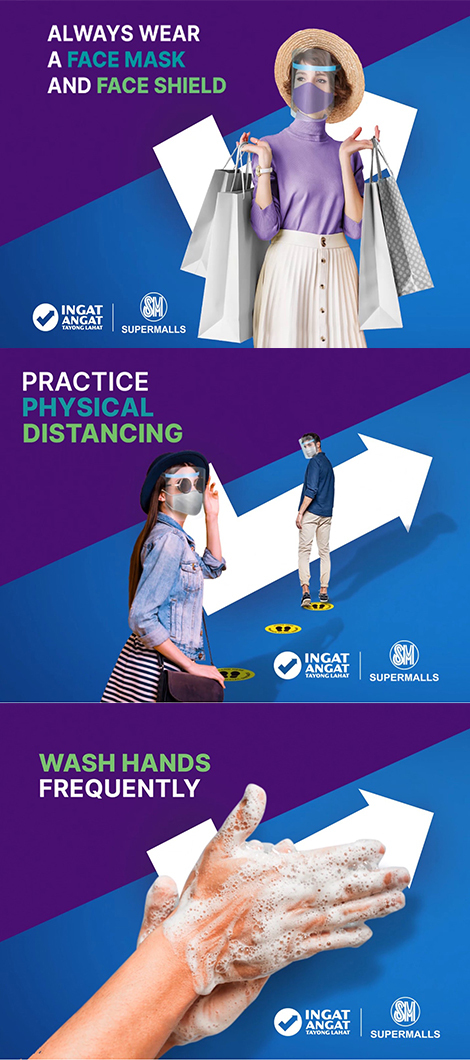 ALWAYS WEAR
A FACE MASK
AND FACE SHIELD
INGAT
ANGAT
TAYONG LAHAT
SM
SUPERMALLS
PRACTICE
PHYSICAL
DISTANCING
INGAT
ANGAT
TAYONG LAHAT
SM
SUPERMALLS
WASH HANDS
FREQUENTLY
INGAT
ANGAT
TAYONG LAHAT
SM
SUPERMALLS